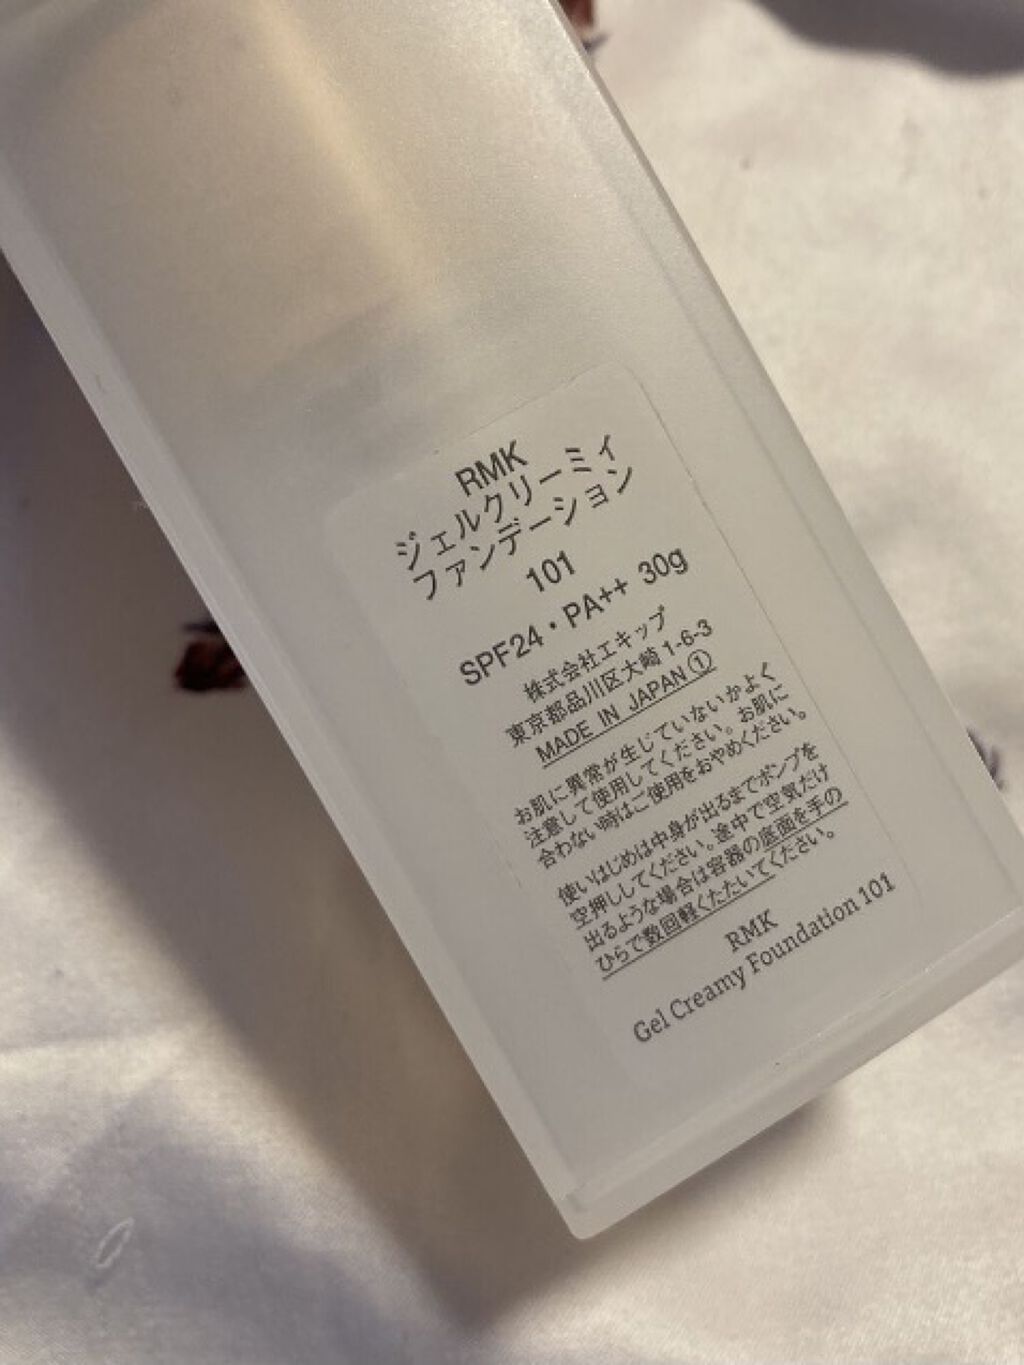 RMK
ジェルクリーミィ
ファンデーション
101
SPF24・PA++ 30g
株式会社エキップ
東京都品川区大崎1-6-3
MADE IN JAPAN①
お肌に異常が生じていないかよく
注意して使用してください。お肌に
合わない時はご使用をおやめください。
使いはじめは中身が出るまでポンプを
空押ししてください。途中で空気だけ
出るような場合は容器の底面を手の
ひらで数回軽くたたいてください。
RMK
Gel Creamy Foundation 101